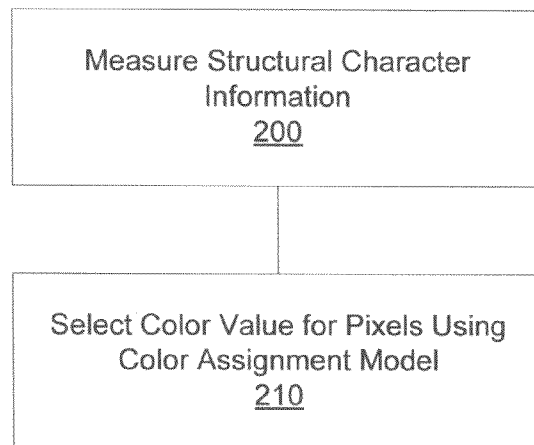 Measure Structural Character
Information
200
Select Color Value for Pixels Using
Color Assignment Model
210